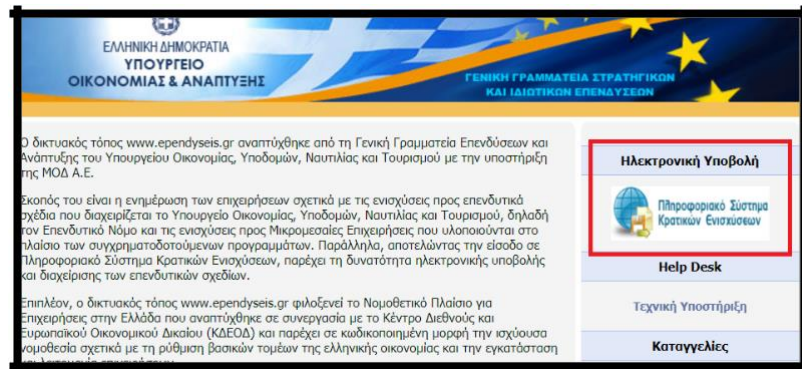 ΕΛΛΗΝΙΚΗ ΔΗΜΟΚΡΑΤΙΑ
ΥΠΟΥΡΓΕΙΟ
ΟΙΚΟΝΟΜΙΑΣ & ΑΝΑΠΤΥΞΗΣ
ΓΕΝΙΚΗ ΓΡΑΜΜΑΤΕΙΑ ΣΤΡΑΤΗΓΙΚΩΝ
ΚΑΙ ΙΔΙΩΤΙΚΩΝ ΕΠΕΝΔΥΣΕΩΝ
Ο δικτυακός τόπος www.ependyseis.gr αναπτύχθηκε από τη Γενική Γραμματεία Επενδύσεων και
Ανάπτυξης του Υπουργείου Οικονομίας, Υποδομών, Ναυτιλίας και Τουρισμού με την υποστήριξη
της ΜΟΔ Α.Ε.
Σκοπός του είναι η ενημέρωση των επιχειρήσεων σχετικά με τις ενισχύσεις προς επενδυτικά
σχέδια που διαχειρίζεται το Υπουργείο Οικονομίας, Υποδομών, Ναυτιλίας και Τουρισμού, δηλαδή
τον Επενδυτικό Νόμο και τις ενισχύσεις προς Μικρομεσαίες Επιχειρήσεις που υλοποιούνται στο
πλαίσιο των συγχρηματοδοτούμενων προγραμμάτων. Παράλληλα, αποτελώντας την είσοδο σε
Πληροφοριακό Σύστημα Κρατικών Ενισχύσεων, παρέχει τη δυνατότητα ηλεκτρονικής υποβολής
και διαχείρισης των επενδυτικών σχεδίων.
Επιπλέον, ο δικτυακός τόπος www.ependyseis.gr φιλοξενεί το Νομοθετικό Πλαίσιο για
Επιχειρήσεις στην Ελλάδα που αναπτύχθηκε σε συνεργασία με το Κέντρο Διεθνούς και
Ευρωπαϊκού Οικονομικού Δικαίου (ΚΔΕΟΔ) και παρέχει σε κωδικοποιημένη μορφή την ισχύουσα
νομοθεσία σχετικά με τη ρύθμιση βασικών τομέων της ελληνικής οικονομίας και την εγκατάσταση
Ηλεκτρονική Υποβολή
Πληροφοριακό Σύστημα
Κρατικών Ενισχύσεων
Help Desk
Τεχνική Υποστήριξη
Καταγγελίες